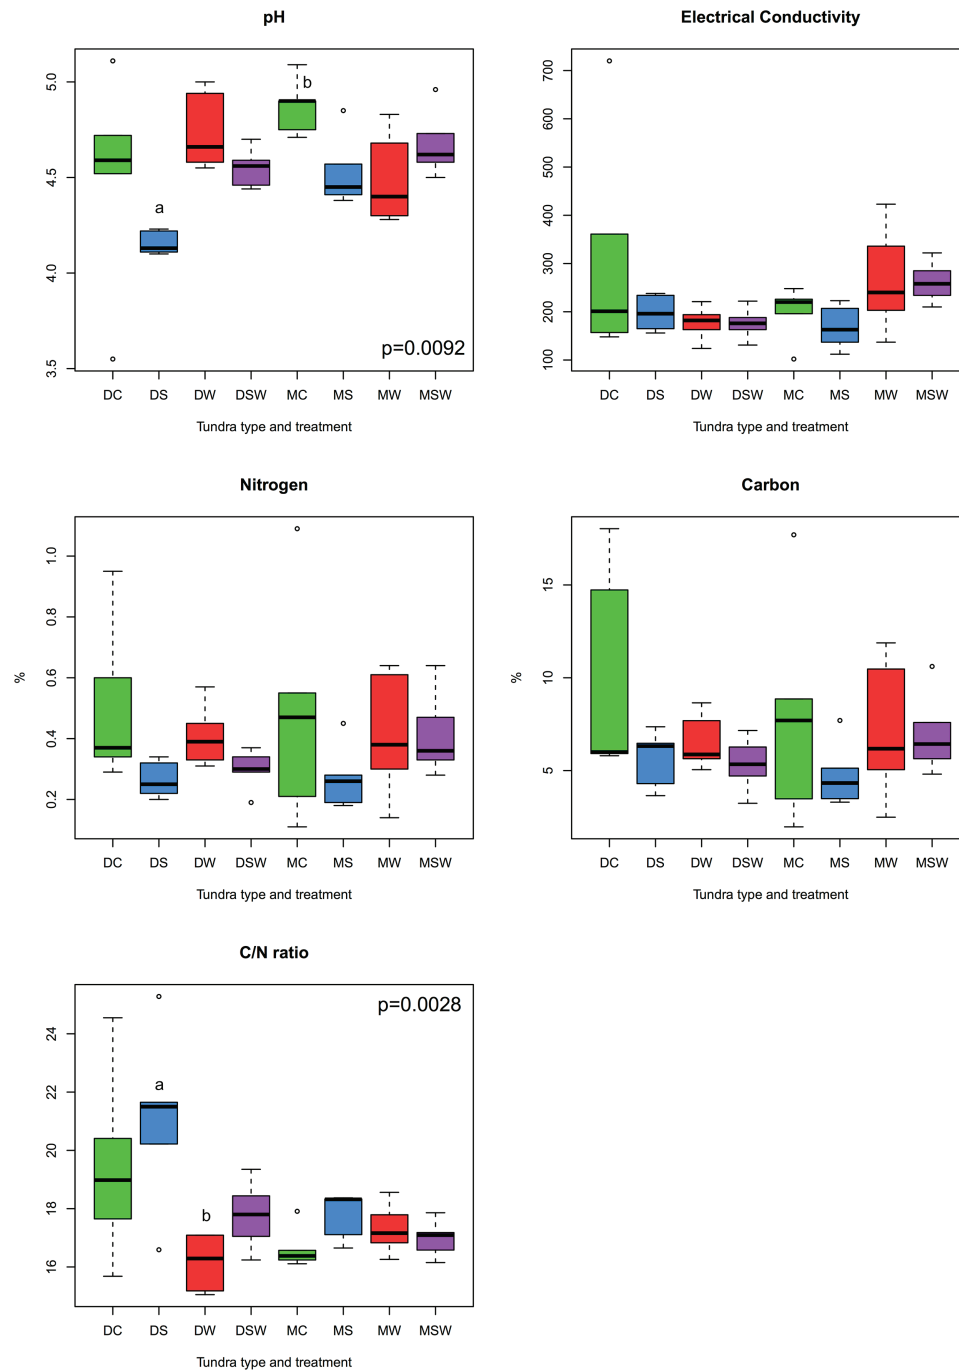 pH
5.0
4.5
4.0
3.5
a
b
p=0.0092
DC DS DW DSW MC MS MW MSW
Tundra type and treatment
Electrical Conductivity
700
600
500
400
300
200
100
DC DS DW DSW MC MS MW MSW
Tundra type and treatment
Nitrogen
%
1.0
0.8
0.6
0.4
0.2
DC DS DW DSW MC MS MW MSW
Tundra type and treatment
Carbon
%
15
10
5
DC DS DW DSW MC MS MW MSW
Tundra type and treatment
C/N ratio
p=0.0028
24
22
20
18
16
a
b
DC DS DW DSW MC MS MW MSW
Tundra type and treatment